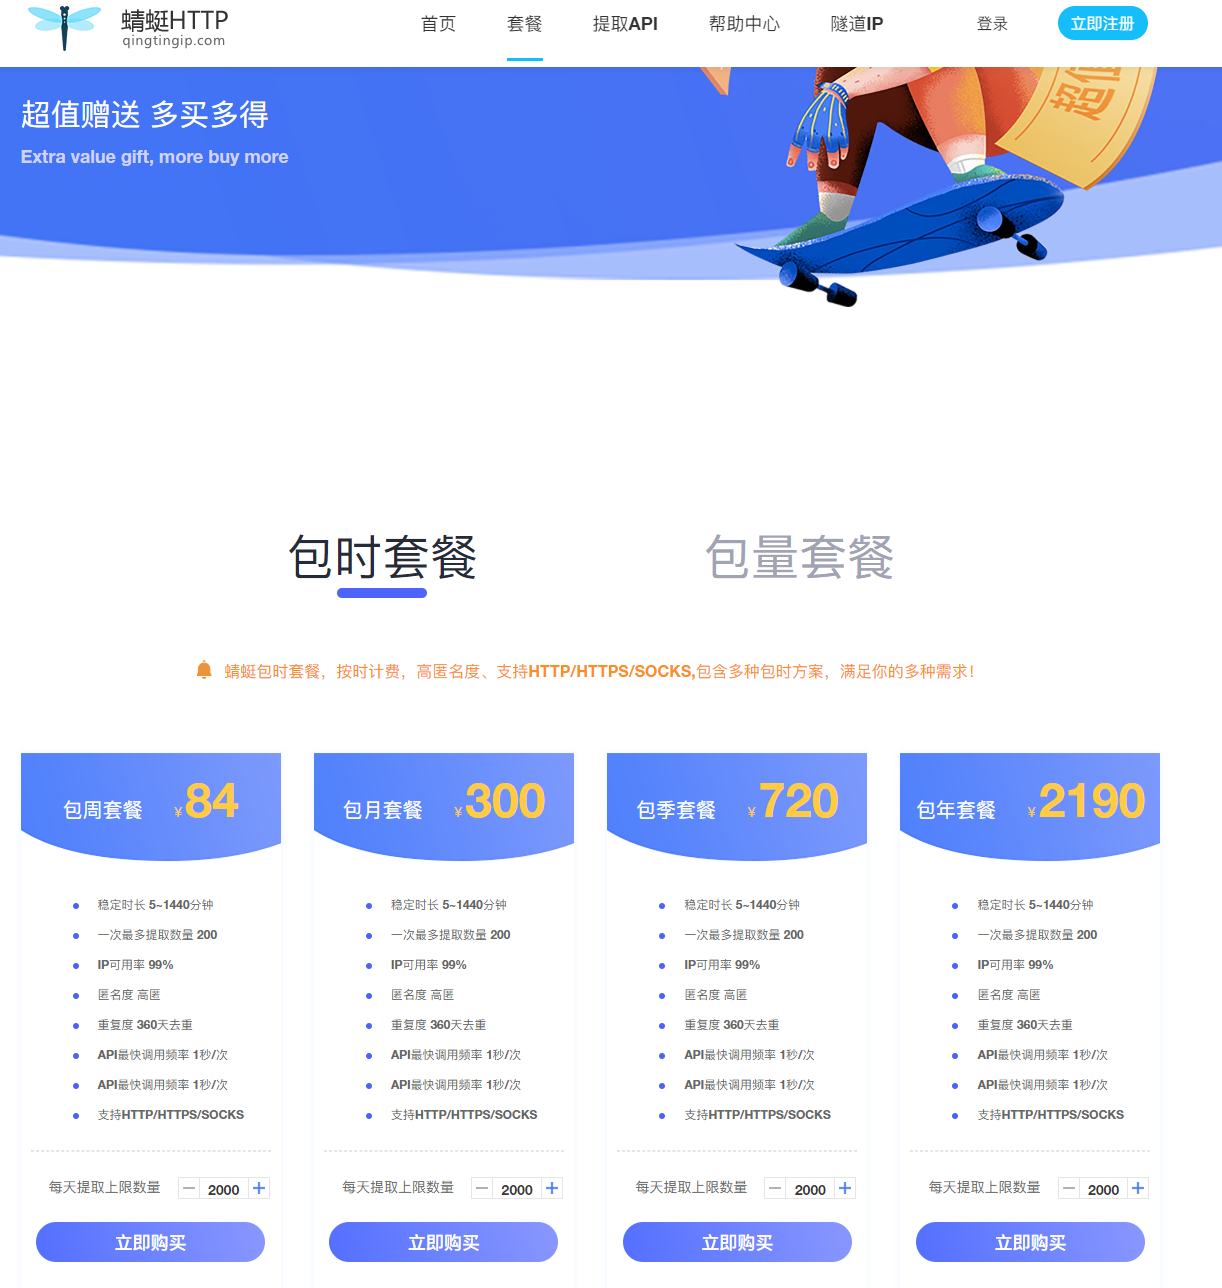 蜻蜓HTTP
qingtingip.com
首页 套餐 提取API 帮助中心 隧道IP 登录 立即注册
超值赠送 多买多得
Extra value gift, more buy more
超值
包时套餐 包量套餐
蜻蜓包时套餐，按时计费，高匿名度、支持HTTP/HTTPS/SOCKS,包含多种包时方案，满足你的多种需求！
包周套餐 ¥84
稳定时长 5~1440分钟
一次最多提取数量 200
IP可用率 99%
匿名度 高匿
重复度 360天去重
API最快调用频率 1秒/次
API最快调用频率 1秒/次
支持HTTP/HTTPS/SOCKS
每天提取上限数量 2000
立即购买
包月套餐 ¥300
稳定时长 5~1440分钟
一次最多提取数量 200
IP可用率 99%
匿名度 高匿
重复度 360天去重
API最快调用频率 1秒/次
API最快调用频率 1秒/次
支持HTTP/HTTPS/SOCKS
每天提取上限数量 2000
立即购买
包季套餐 ¥720
稳定时长 5~1440分钟
一次最多提取数量 200
IP可用率 99%
匿名度 高匿
重复度 360天去重
API最快调用频率 1秒/次
API最快调用频率 1秒/次
支持HTTP/HTTPS/SOCKS
每天提取上限数量 2000
立即购买
包年套餐 ¥2190
稳定时长 5~1440分钟
一次最多提取数量 200
IP可用率 99%
匿名度 高匿
重复度 360天去重
API最快调用频率 1秒/次
API最快调用频率 1秒/次
支持HTTP/HTTPS/SOCKS
每天提取上限数量 2000
立即购买